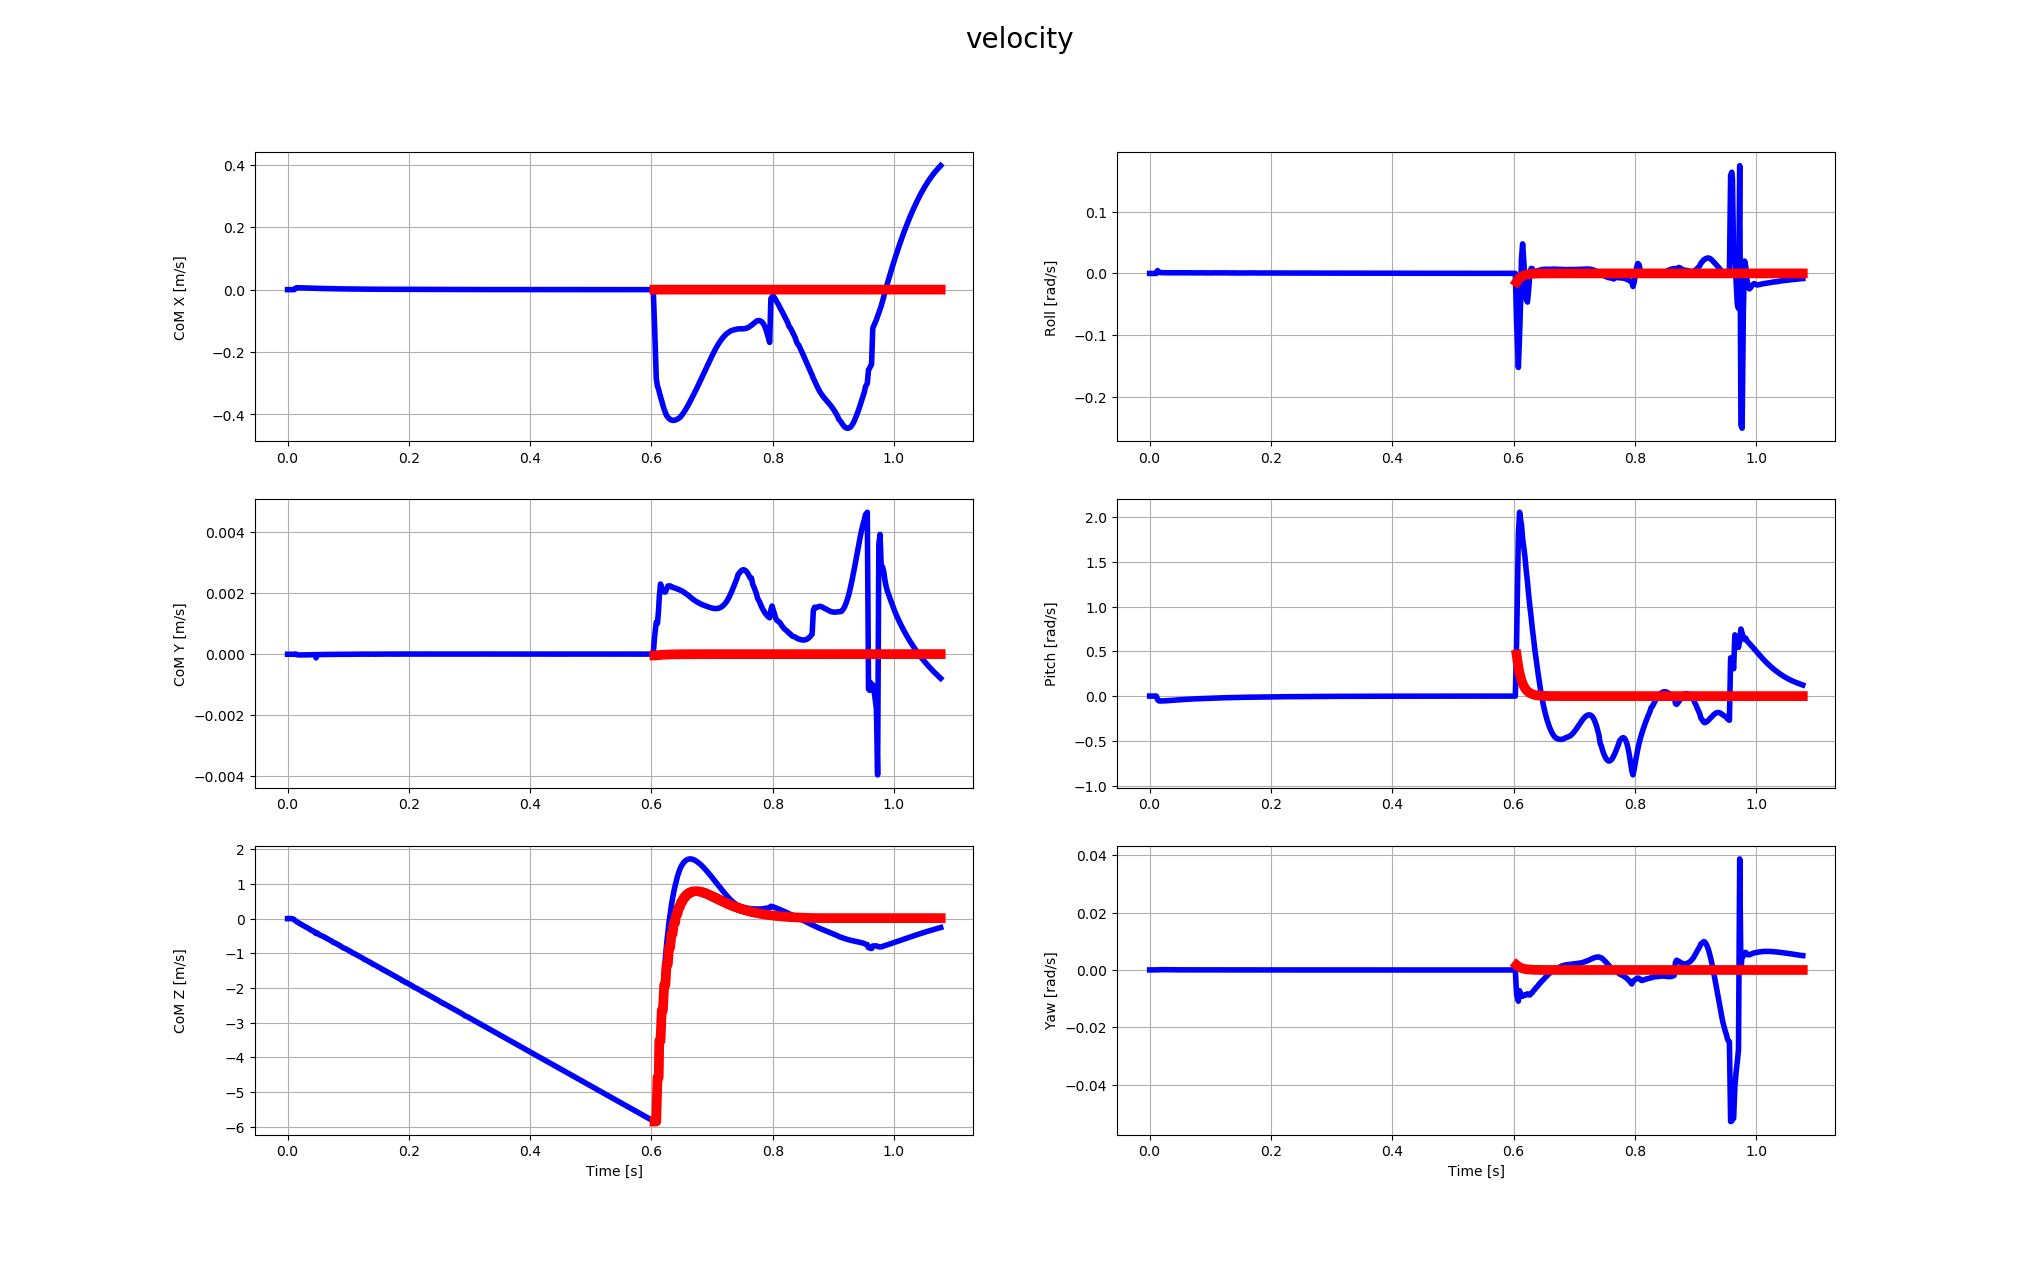 velocity
CoM X [m/s]
0.4
0.2
0.0
−0.2
−0.4
0.0 0.2 0.4 0.6 0.8 1.0
Roll [rad/s]
0.1
0.0
−0.1
−0.2
0.0 0.2 0.4 0.6 0.8 1.0
CoM Y [m/s]
0.004
0.002
0.000
−0.002
−0.004
0.0 0.2 0.4 0.6 0.8 1.0
Pitch [rad/s]
2.0
1.5
1.0
0.5
0.0
−0.5
−1.0
0.0 0.2 0.4 0.6 0.8 1.0
CoM Z [m/s]
2
1
0
−1
−2
−3
−4
−5
−6
0.0 0.2 0.4 0.6 0.8 1.0
Time [s]
Yaw [rad/s]
0.04
0.02
0.00
−0.02
−0.04
0.0 0.2 0.4 0.6 0.8 1.0
Time [s]